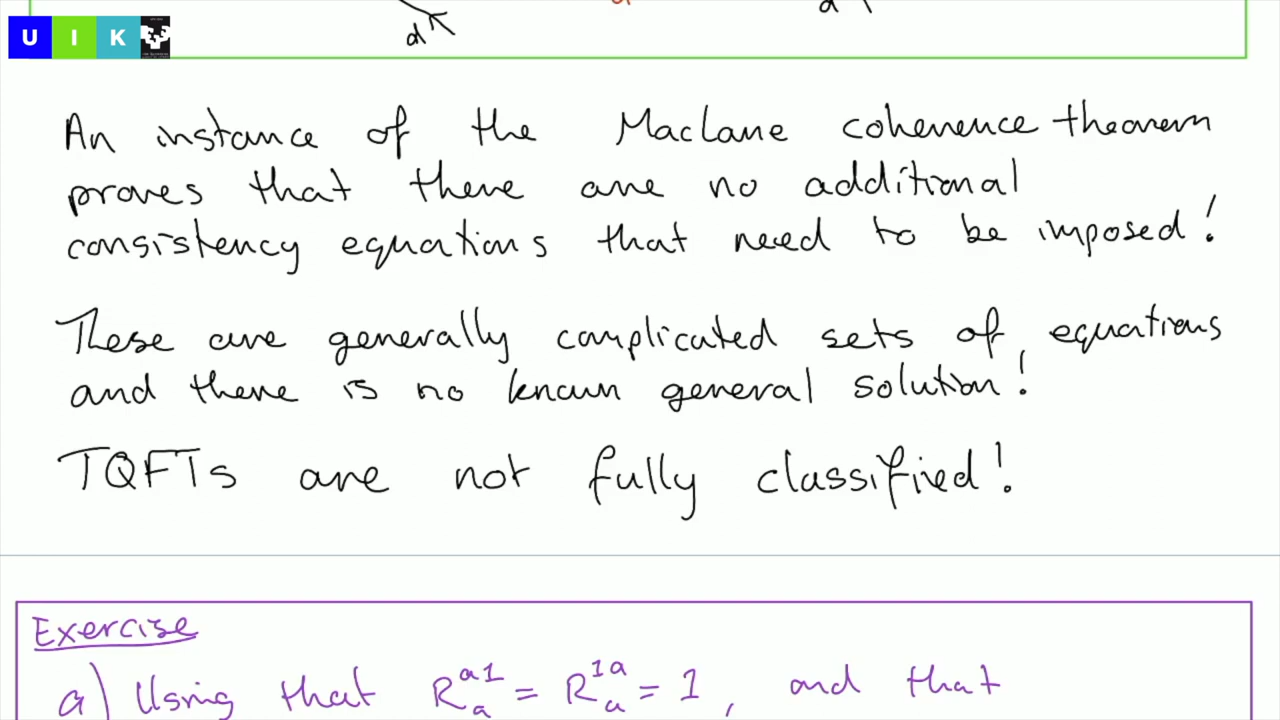 d
d
U I K
An instance of the Maclane coherence theorem
proves that there are no additional
consistency equations that need to be imposed!
These are generally complicated sets of equations,
and there is no known general solution!
TQFTs are not fully classified!
Exercise
a) Using that R_a^{a1} = R_a^{1a} = 1, and that